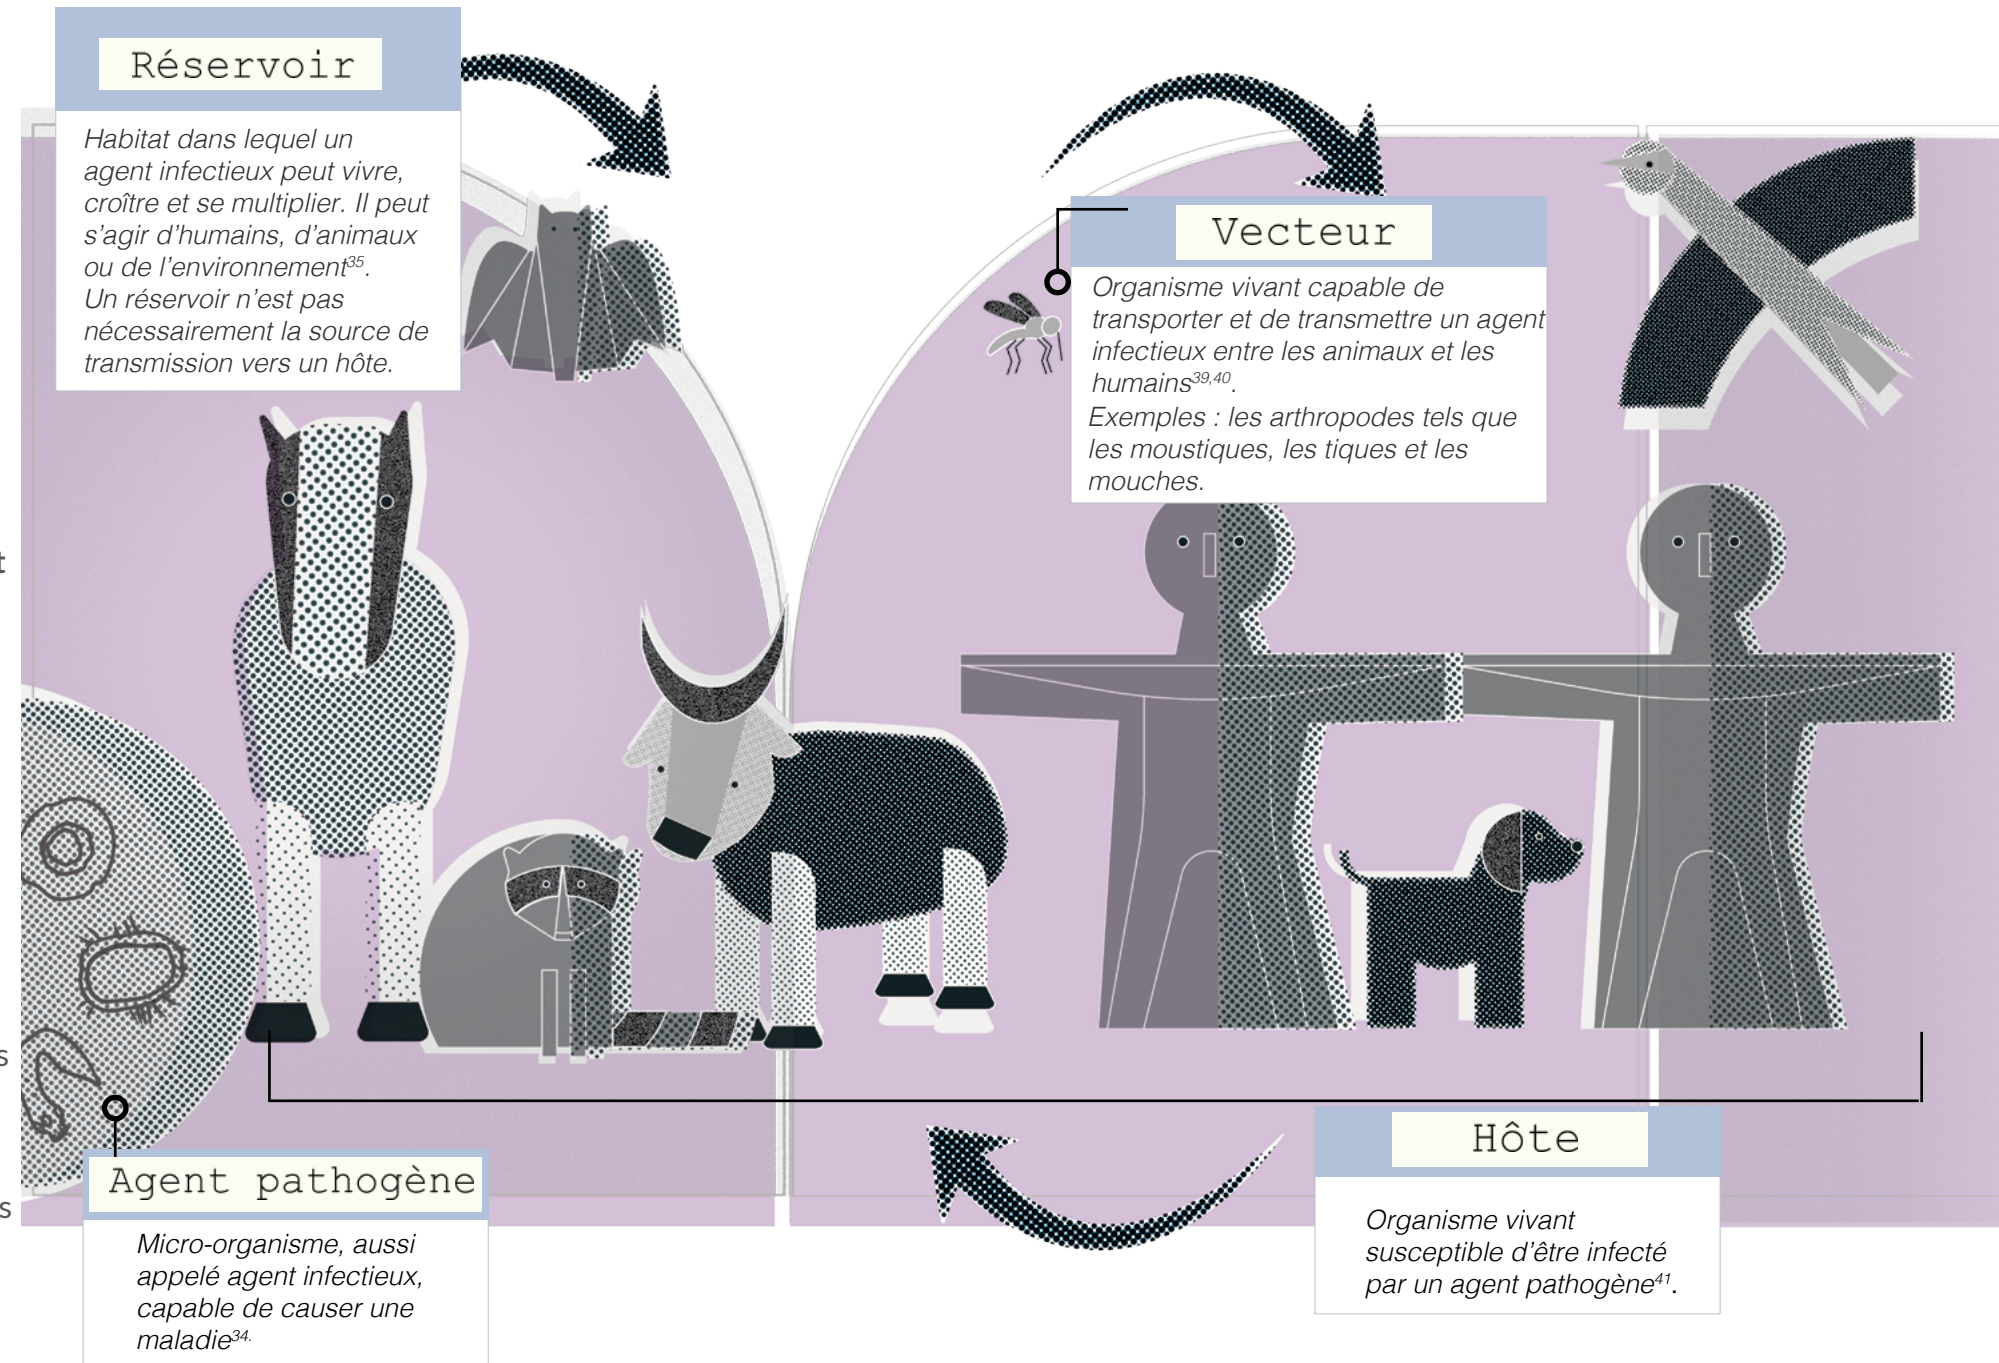 Réservoir
Habitat dans lequel un
agent infectieux peut vivre,
croître et se multiplier. Il peut
s'agir d'humains, d'animaux
ou de l'environnement35.
Un réservoir n'est pas
nécessairement la source de
transmission vers un hôte.
Vecteur
Organisme vivant capable de
transporter et de transmettre un agent
infectieux entre les animaux et les
humains39,40.
Exemples : les arthropodes tels que
les moustiques, les tiques et les
mouches.
t
s
s
Agent pathogène
Micro-organisme, aussi
appelé agent infectieux,
capable de causer une
maladie34.
Hôte
Organisme vivant
susceptible d'être infecté
par un agent pathogène41.